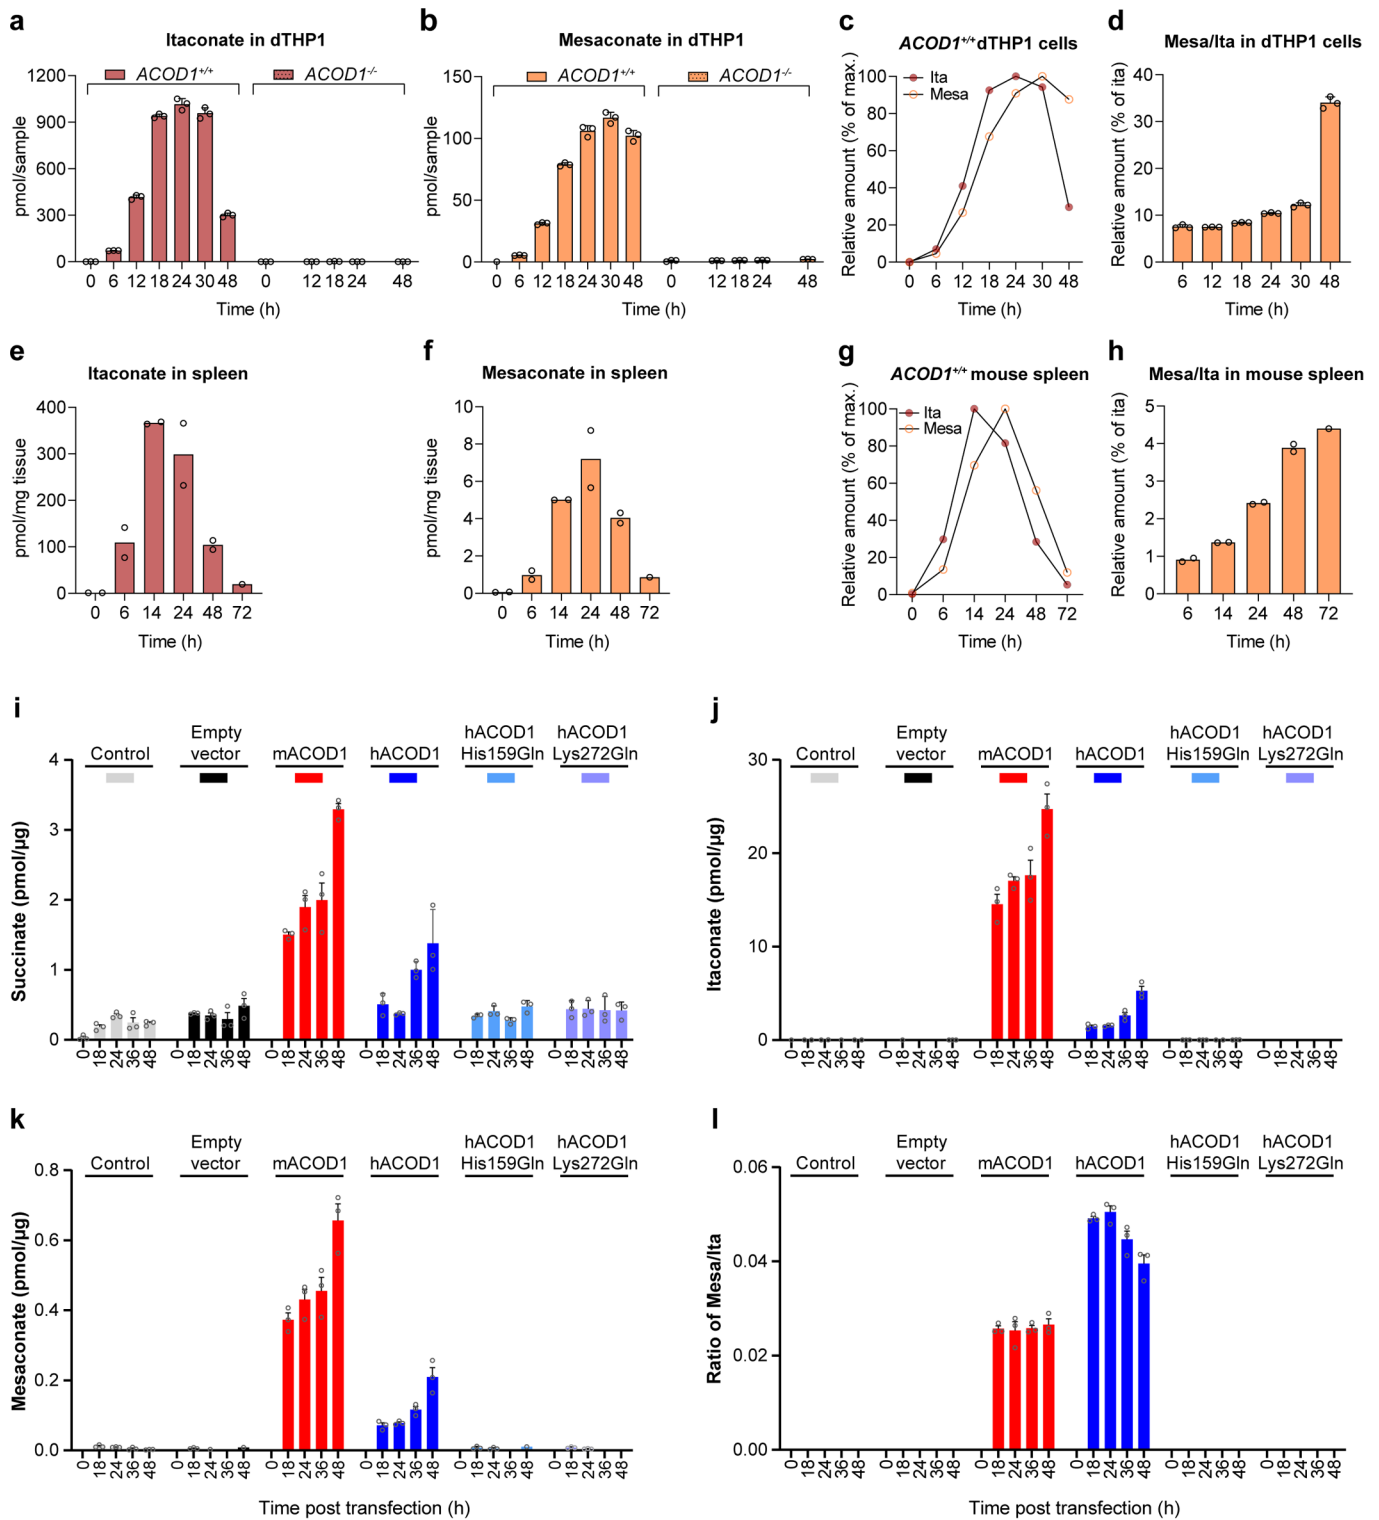 a
Itaconate in dTHP1
ACOD1+/+ ACOD1-/-
pmol/sample
1200
900
600
300
0
0 6 12 18 24 30 48 0 12 18 24 48
Time (h)
b
Mesaconate in dTHP1
ACOD1+/+ ACOD1-/-
pmol/sample
150
100
50
0
0 6 12 18 24 30 48 0 12 18 24 48
Time (h)
c
ACOD1+/+ dTHP1 cells
Ita
Mesa
Relative amount (% of max.)
100
80
60
40
20
0
0 6 12 18 24 30 48
Time (h)
d
Mesa/Ita in dTHP1 cells
Relative amount (% of ita)
40
30
20
10
0
6 12 18 24 30 48
Time (h)
e
Itaconate in spleen
pmol/mg tissue
400
300
200
100
0
0 6 14 24 48 72
Time (h)
f
Mesaconate in spleen
pmol/mg tissue
10
8
6
4
2
0
0 6 14 24 48 72
Time (h)
g
ACOD1+/+ mouse spleen
Ita
Mesa
Relative amount (% of max.)
100
80
60
40
20
0
0 6 14 24 48 72
Time (h)
h
Mesa/Ita in mouse spleen
Relative amount (% of ita)
5
4
3
2
1
0
6 14 24 48 72
Time (h)
i
Control
Empty
vector
mACOD1
hACOD1
hACOD1
His159Gln
hACOD1
Lys272Gln
Succinate (pmol/µg)
4
3
2
1
0
0 18 24 36 48 0 18 24 36 48 0 18 24 36 48 0 18 24 36 48 0 18 24 36 48 0 18 24 36 48
j
Control
Empty
vector
mACOD1
hACOD1
hACOD1
His159Gln
hACOD1
Lys272Gln
Itaconate (pmol/µg)
30
20
10
0
0 18 24 36 48 0 18 24 36 48 0 18 24 36 48 0 18 24 36 48 0 18 24 36 48 0 18 24 36 48
k
Control
Empty
vector
mACOD1
hACOD1
hACOD1
His159Gln
hACOD1
Lys272Gln
Mesaconate (pmol/µg)
0.8
0.6
0.4
0.2
0.0
0 18 24 36 48 0 18 24 36 48 0 18 24 36 48 0 18 24 36 48 0 18 24 36 48 0 18 24 36 48
Time post transfection (h)
l
Control
Empty
vector
mACOD1
hACOD1
hACOD1
His159Gln
hACOD1
Lys272Gln
Ratio of Mesa/Ita
0.06
0.04
0.02
0.00
0 18 24 36 48 0 18 24 36 48 0 18 24 36 48 0 18 24 36 48 0 18 24 36 48 0 18 24 36 48
Time post transfection (h)